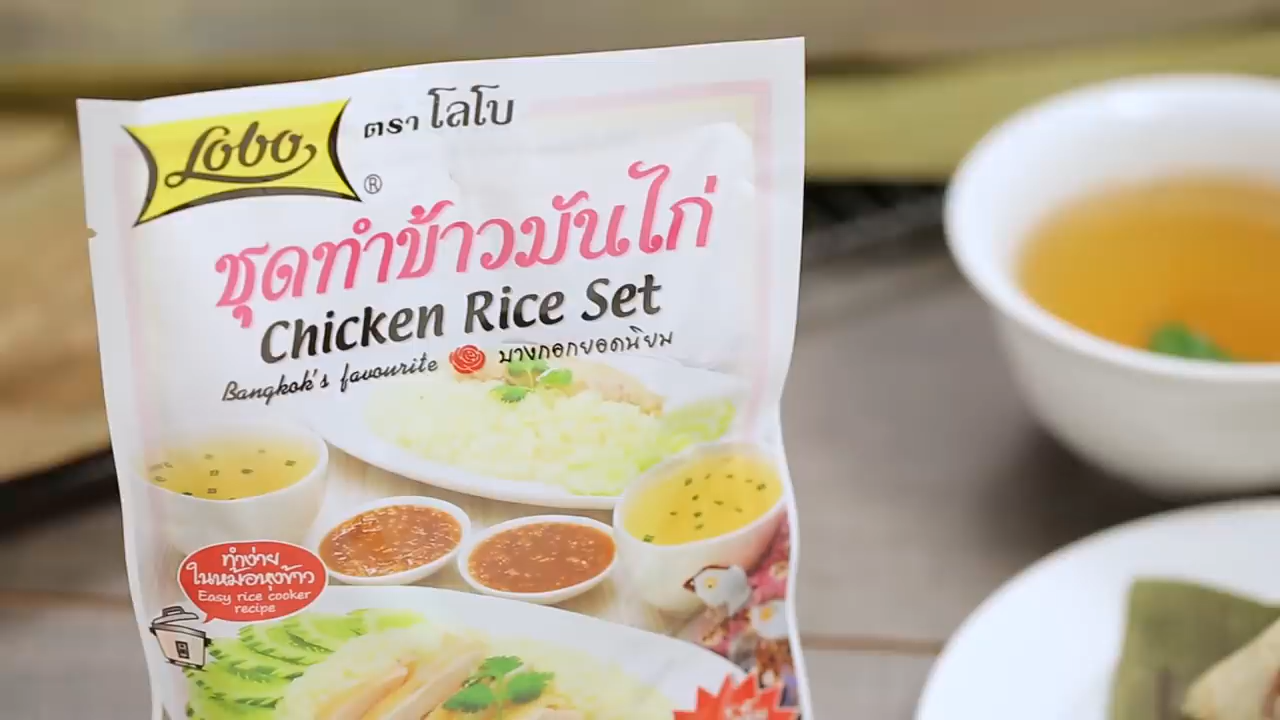 Lobo
®
ตรา โลโบ
ชุดทำข้าวมันไก่
Chicken Rice Set
Bangkok's favourite
บางกอกยอดนิยม
ทำง่าย
ในหม้อหุงข้าว
Easy rice cooker
recipe